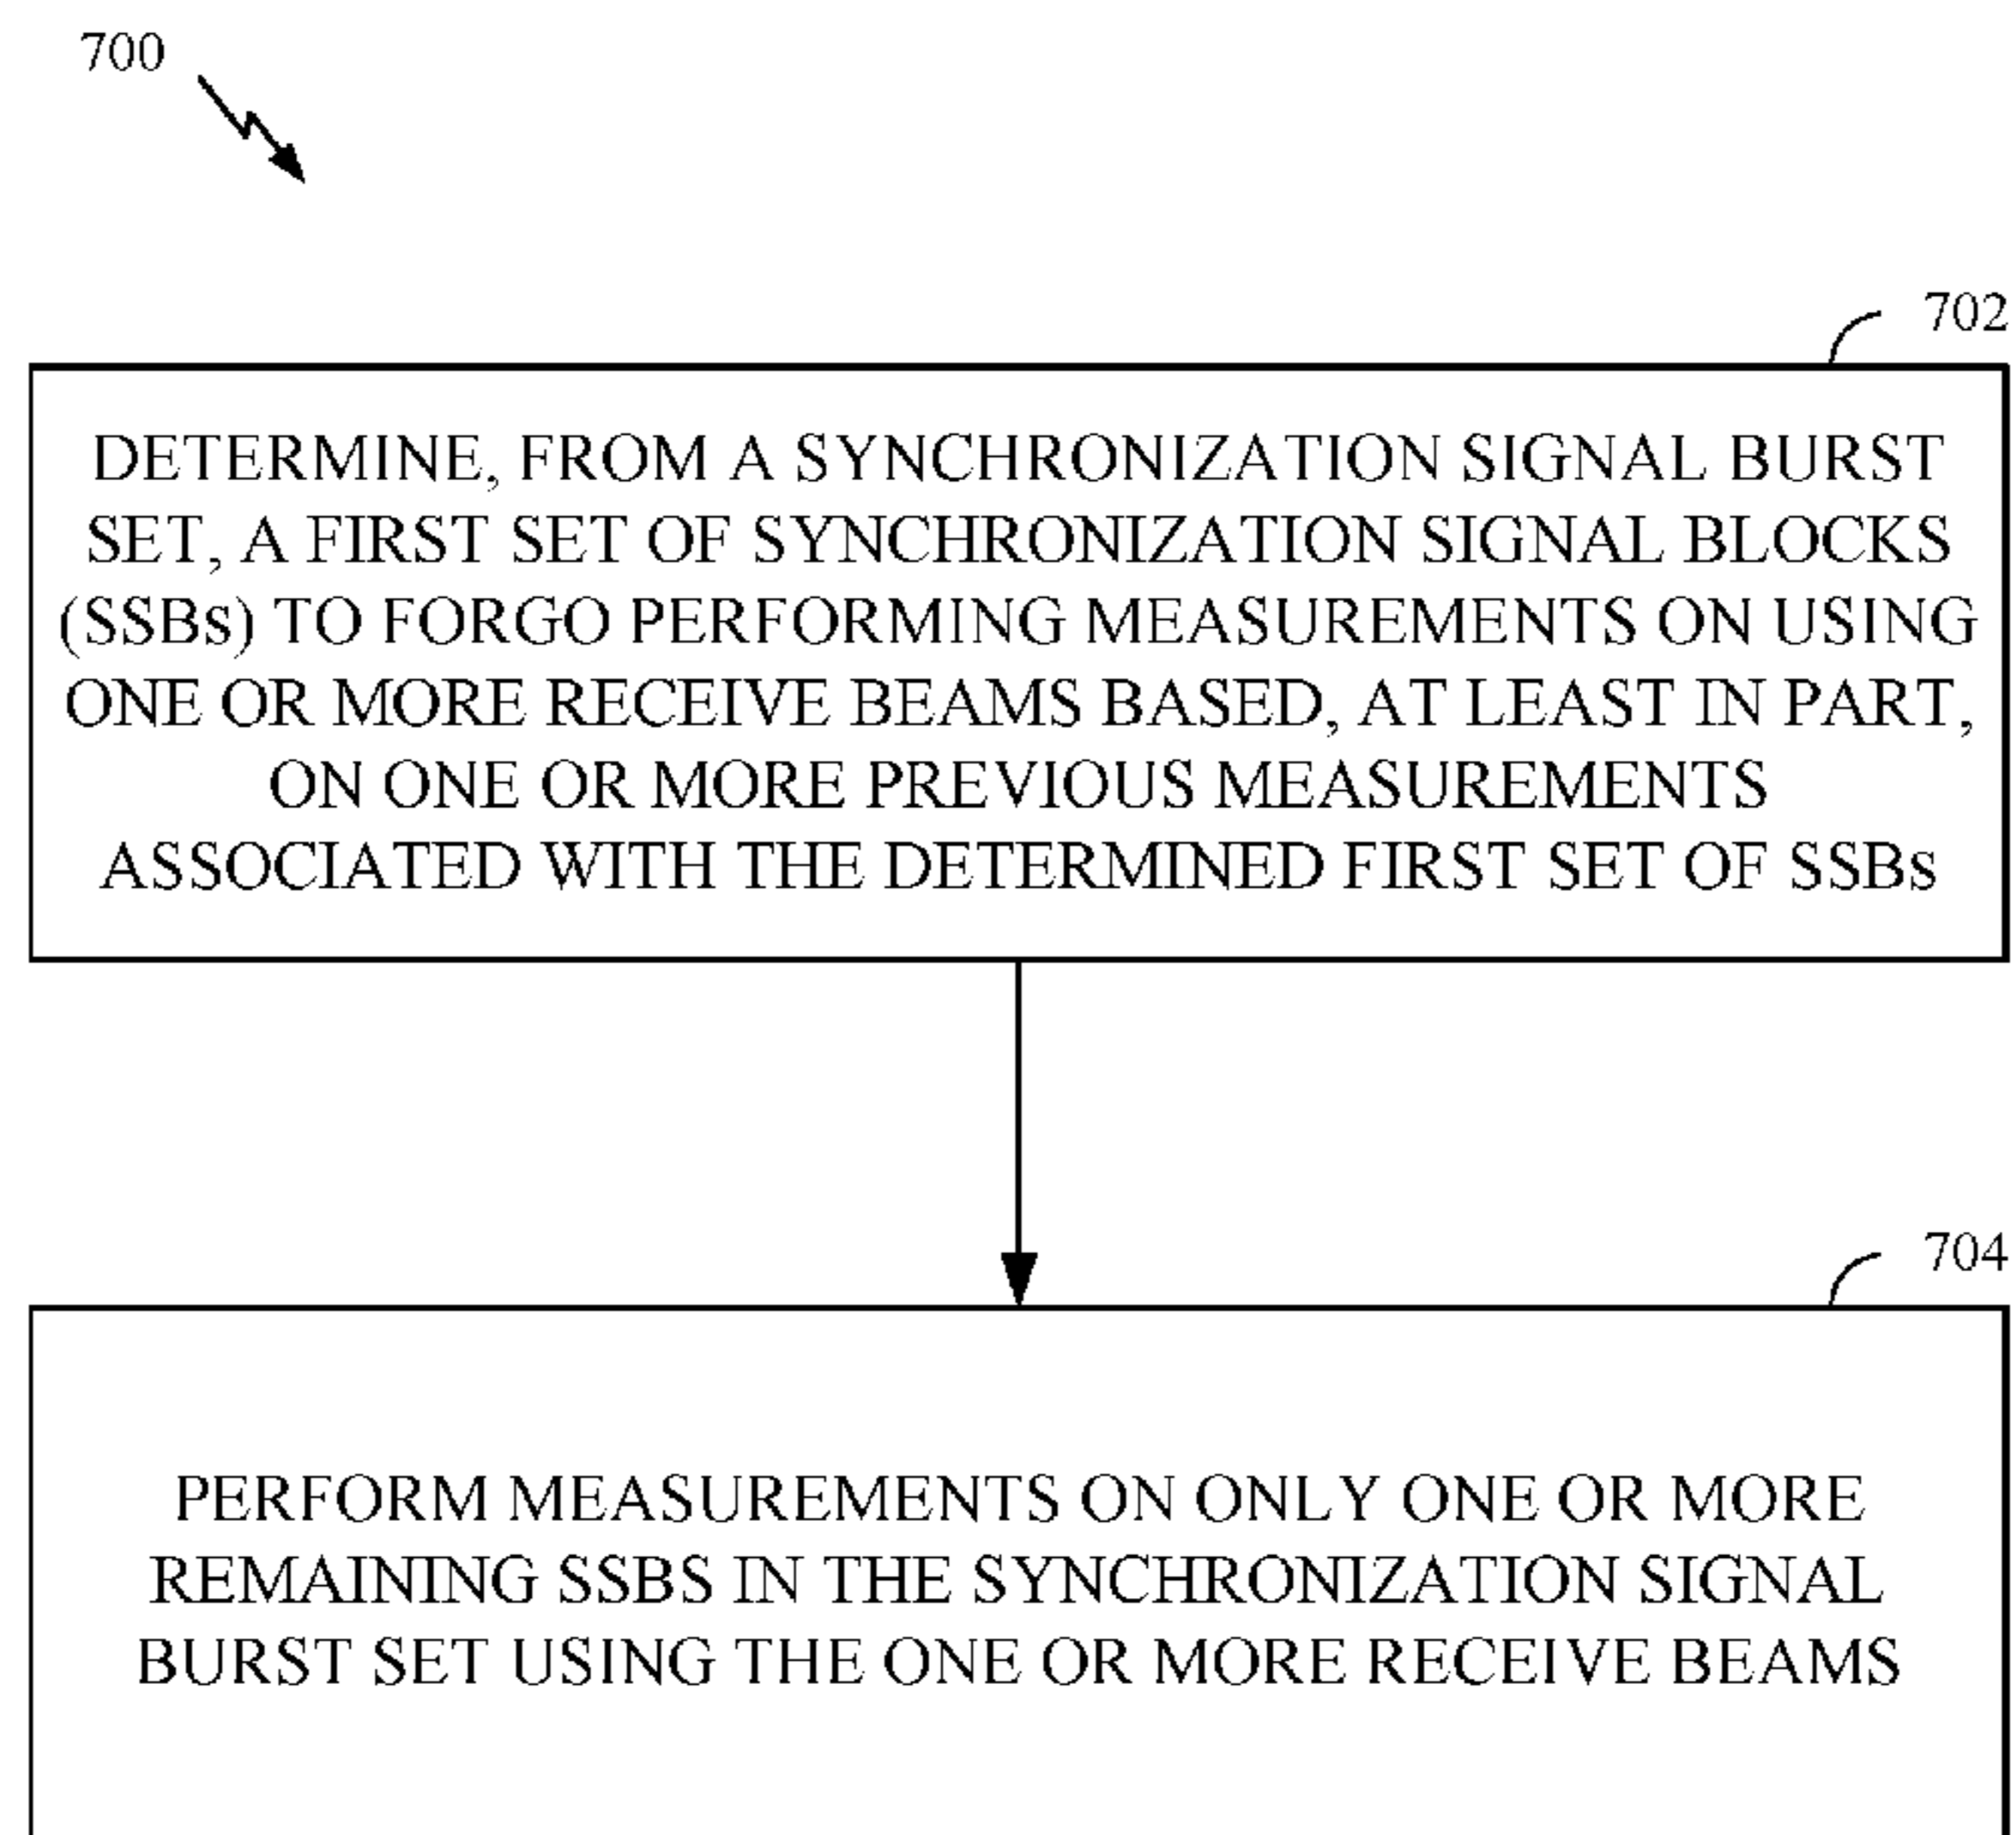 700
702
DETERMINE, FROM A SYNCHRONIZATION SIGNAL BURST
SET, A FIRST SET OF SYNCHRONIZATION SIGNAL BLOCKS
(SSBs) TO FORGO PERFORMING MEASUREMENTS ON USING
ONE OR MORE RECEIVE BEAMS BASED, AT LEAST IN PART,
ON ONE OR MORE PREVIOUS MEASUREMENTS
ASSOCIATED WITH THE DETERMINED FIRST SET OF SSBs
704
PERFORM MEASUREMENTS ON ONLY ONE OR MORE
REMAINING SSBS IN THE SYNCHRONIZATION SIGNAL
BURST SET USING THE ONE OR MORE RECEIVE BEAMS